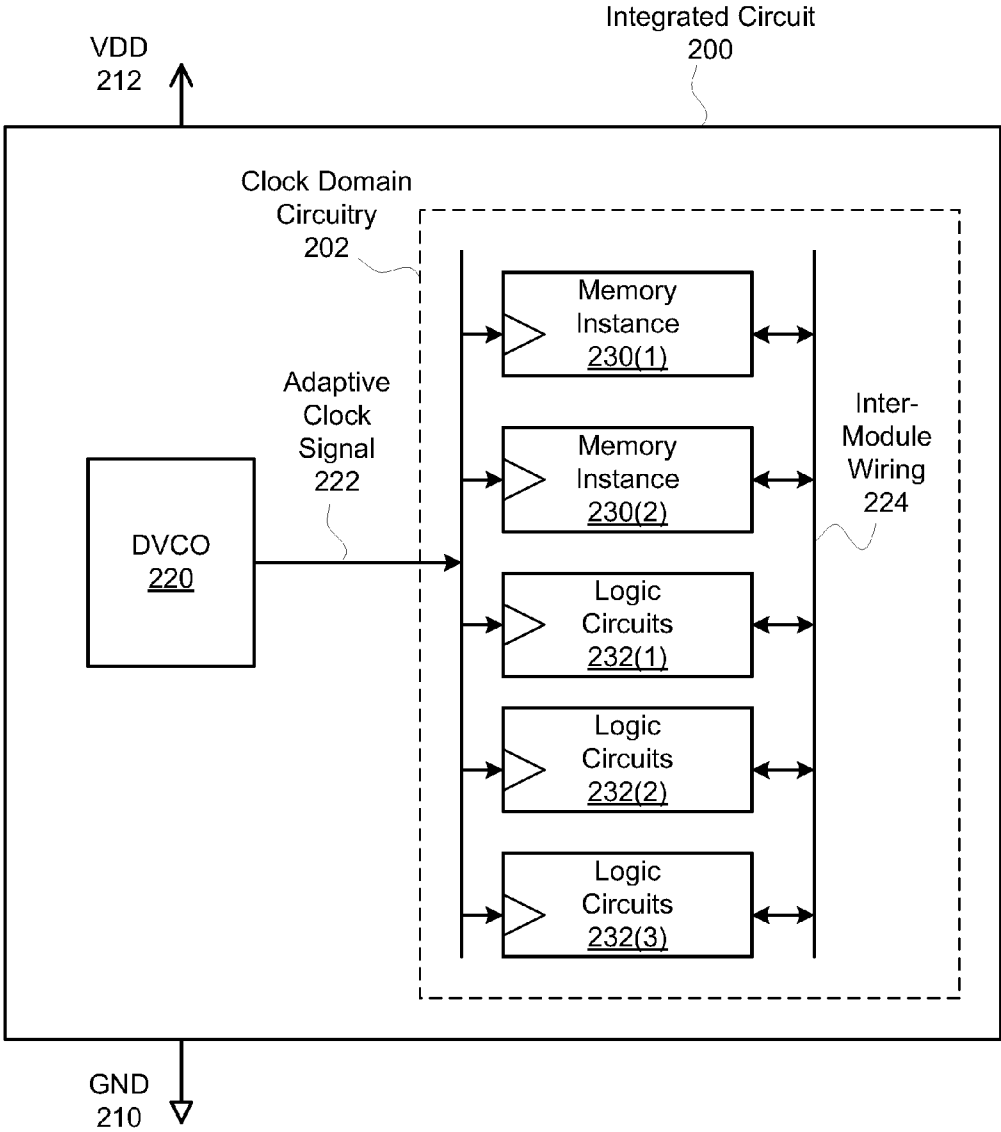 Integrated Circuit
200
VDD
212
Clock Domain
Circuitry
202
Memory
Instance
230(1)
Adaptive
Clock
Signal
222
Inter-
Module
Wiring
224
Memory
Instance
230(2)
DVCO
220
Logic
Circuits
232(1)
Logic
Circuits
232(2)
Logic
Circuits
232(3)
GND
210